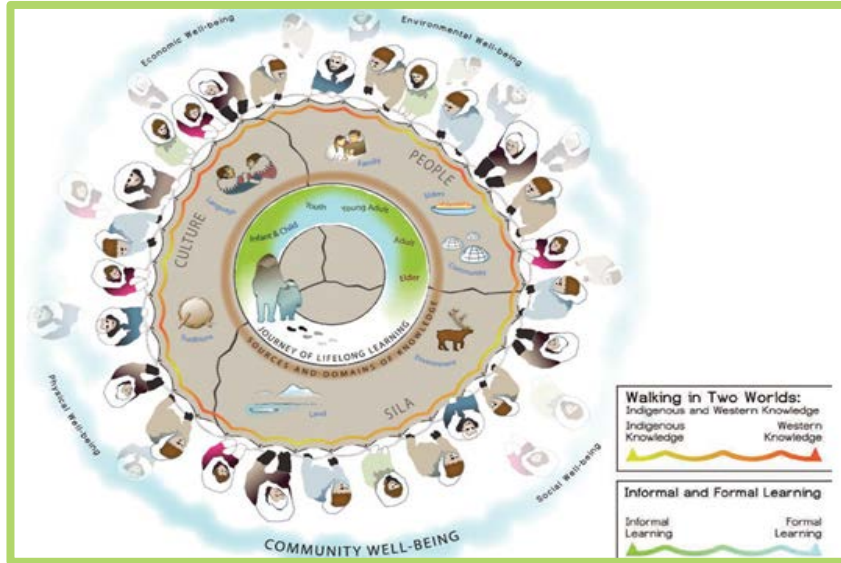 Economic Well-being
Environmental Well-being
PEOPLE
Family
Elders
Community
CULTURE
Language
Traditions
SILA
Environment
Land
Infant & Child
Youth
Young Adult
Adult
Elder
JOURNEY OF LIFELONG LEARNING
SOURCES AND DOMAINS OF KNOWLEDGE
Physical Well-being
Social Well-being
COMMUNITY WELL-BEING
Walking in Two Worlds:
Indigenous and Western Knowledge
Indigenous Western
Knowledge Knowledge
Informal and Formal Learning
Informal Formal
Learning Learning